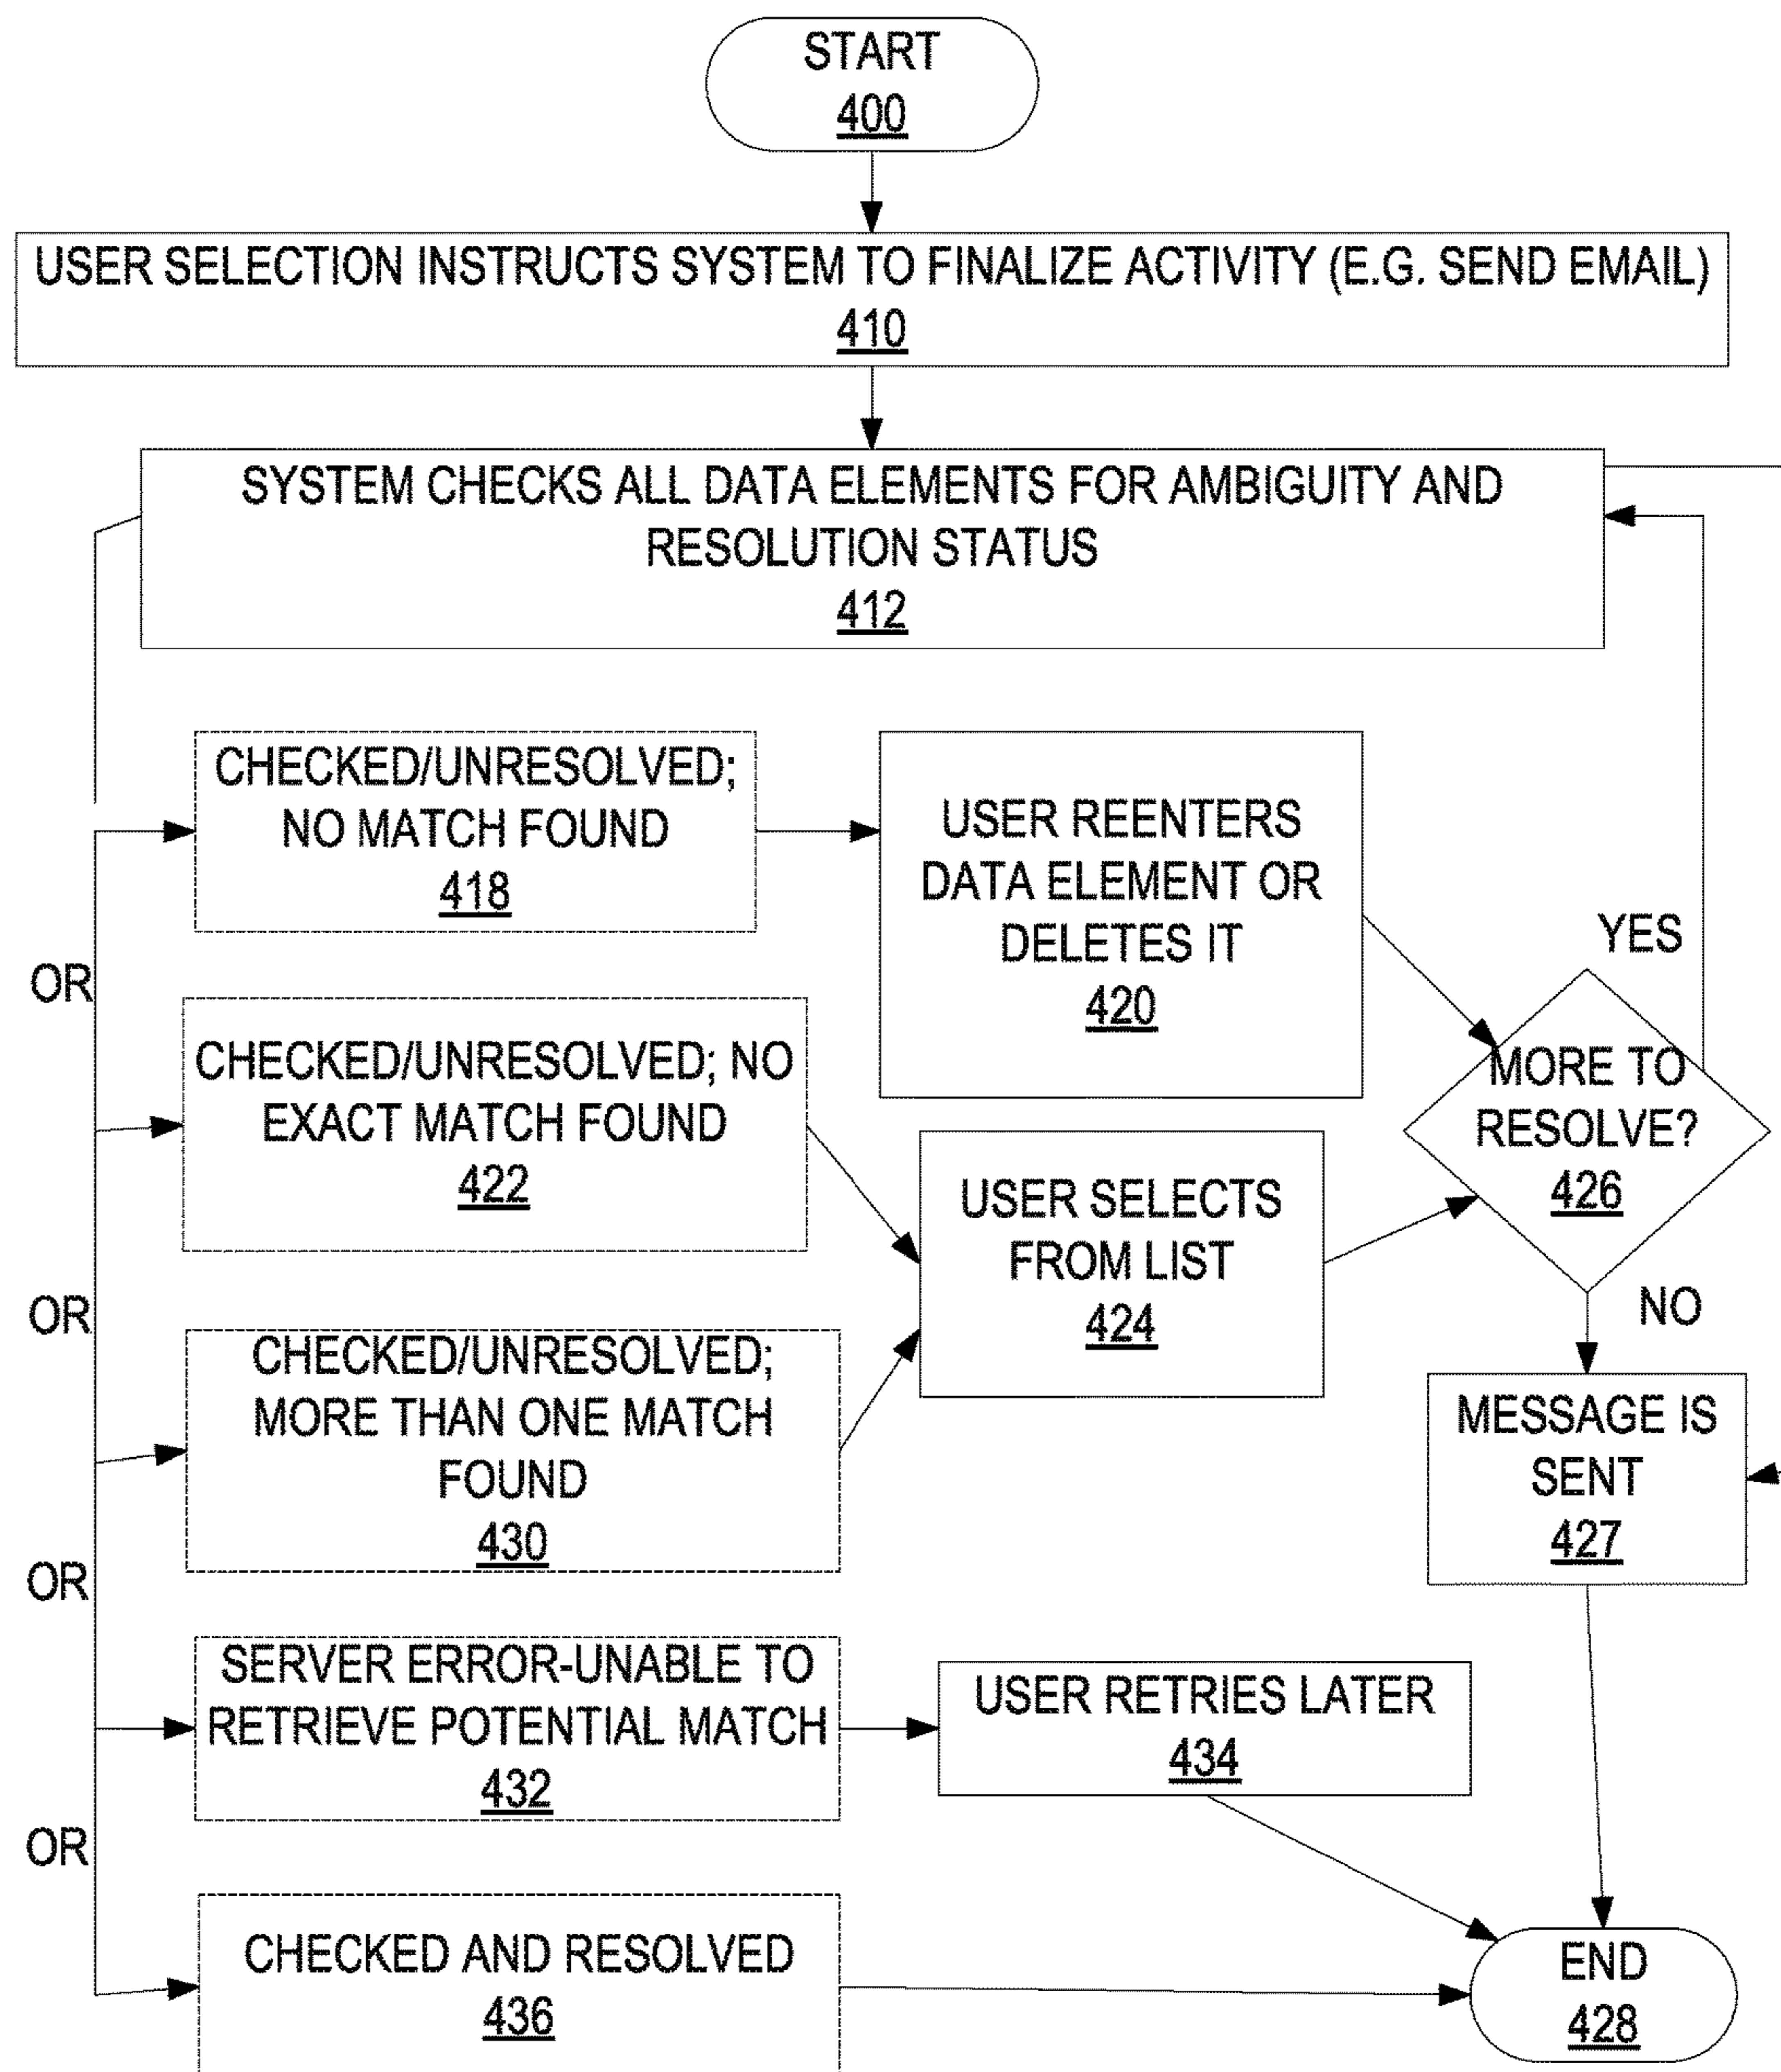 START
400
USER SELECTION INSTRUCTS SYSTEM TO FINALIZE ACTIVITY (E.G. SEND EMAIL)
410
SYSTEM CHECKS ALL DATA ELEMENTS FOR AMBIGUITY AND
RESOLUTION STATUS
412
CHECKED/UNRESOLVED;
NO MATCH FOUND
418
USER REENTERS
DATA ELEMENT OR
DELETES IT
420
YES
OR
CHECKED/UNRESOLVED; NO
EXACT MATCH FOUND
422
MORE TO
RESOLVE?
426
USER SELECTS
FROM LIST
424
OR
NO
CHECKED/UNRESOLVED;
MORE THAN ONE MATCH
FOUND
430
MESSAGE IS
SENT
427
OR
SERVER ERROR-UNABLE TO
RETRIEVE POTENTIAL MATCH
432
USER RETRIES LATER
434
OR
CHECKED AND RESOLVED
436
END
428